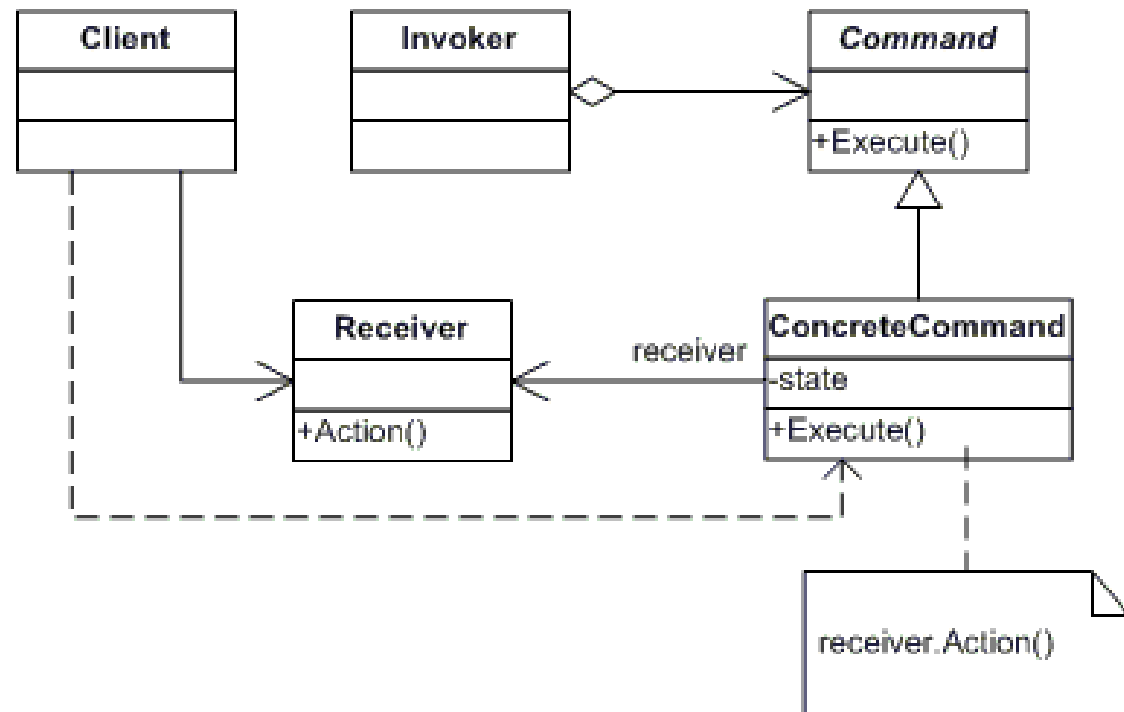 Client
Invoker
Command
+Execute()
Receiver
+Action()
receiver
ConcreteCommand
-state
+Execute()
receiver.Action()